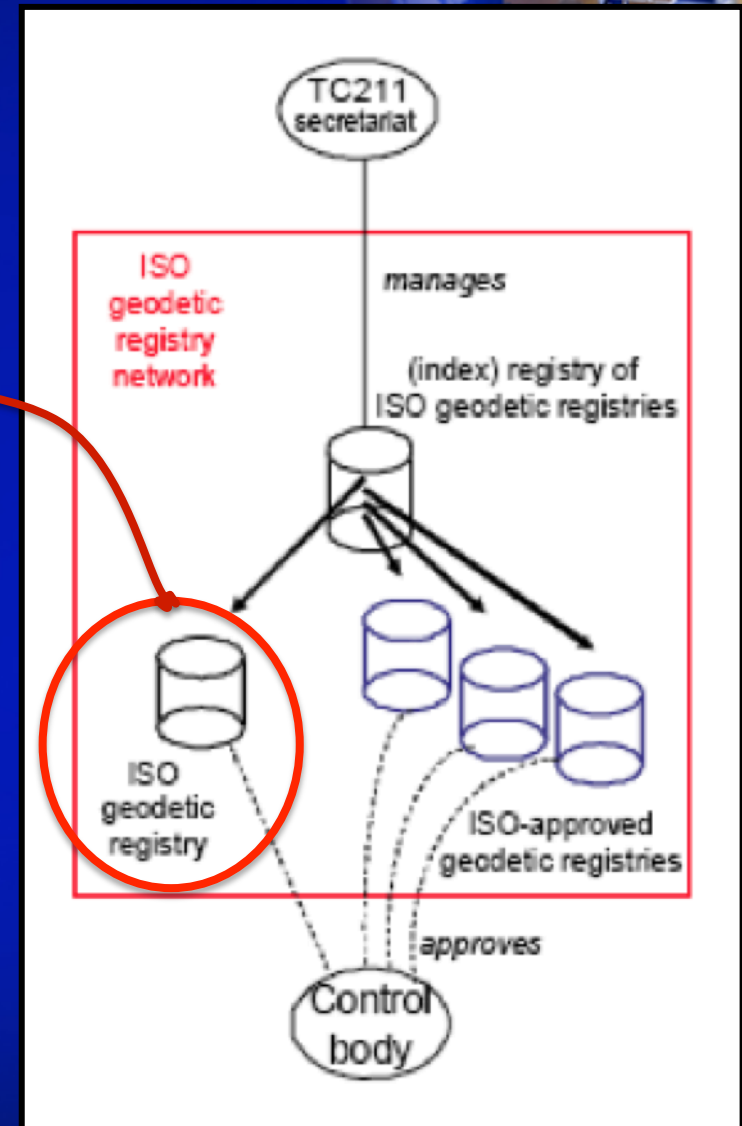 TC211
secretariat
ISO
geodetic
registry
network
manages
(index) registry of
ISO geodetic registries
ISO
geodetic
registry
ISO-approved
geodetic registries
approves
Control
body